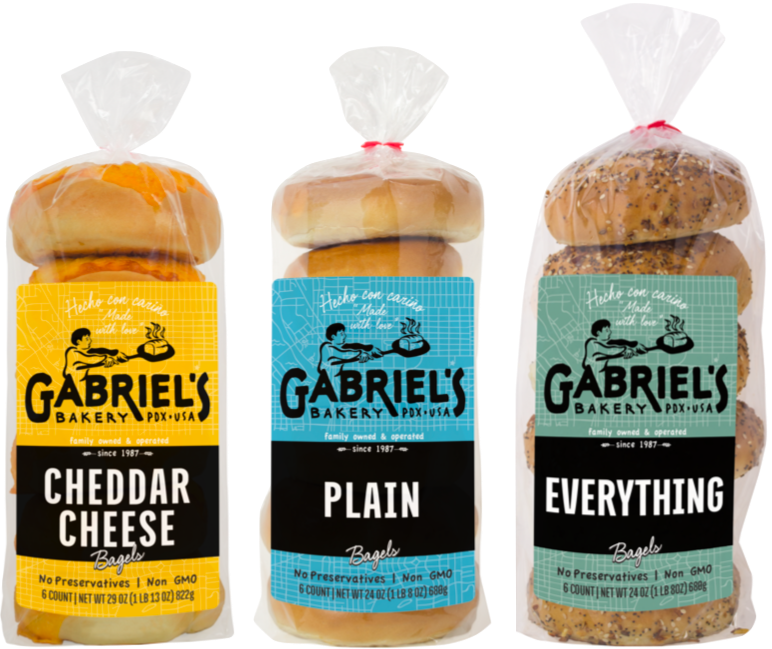 Hecho con cariño
"Made
with love"
GABRIEL'S
BAKERY PDX•USA
family owned & operated
since 1987
CHEDDAR
CHEESE
Bagels
No Preservatives | Non GMO
6 COUNT | NET WT 29 OZ (1 LB 13 OZ) 822g
Hecho con cariño
"Made
with love"
GABRIEL'S
BAKERY PDX•USA
family owned & operated
since 1987
PLAIN
Bagels
No Preservatives | Non GMO
6 COUNT | NET WT 24 OZ (1 LB 8 OZ) 680g
Hecho con cariño
"Made
with love"
GABRIEL'S
BAKERY PDX•USA
family owned & operated
since 1987
EVERYTHING
Bagels
No Preservatives | Non GMO
6 COUNT | NET WT 24 OZ (1 LB 8OZ) 680g